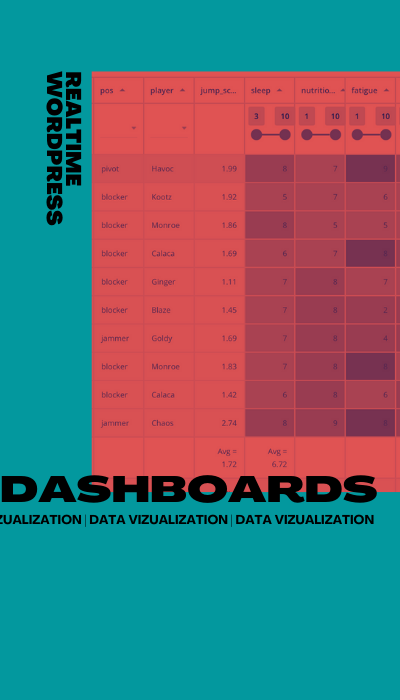 REALTIME
WORDPRESS
pos player jump_sc... sleep nutritio... fatigue
3 10 1 10 1 10
pivot Havoc 1.99 8 7
blocker Kootz 1.92 5 7 6
blocker Monroe 1.86 8 5 5
blocker Calaca 1.69 6 7
blocker Ginger 1.11 7 8 7
blocker Blaze 1.45 7 8 2
jammer Goldy 1.69 7 8 4
blocker Monroe 1.83 7 8
blocker Calaca 1.42 6 8 6
jammer Chaos 2.74 8 9
Avg = Avg =
1.72 6.72
DASHBOARDS
ZUALIZATION | DATA VIZUALIZATION | DATA VIZUALIZATION